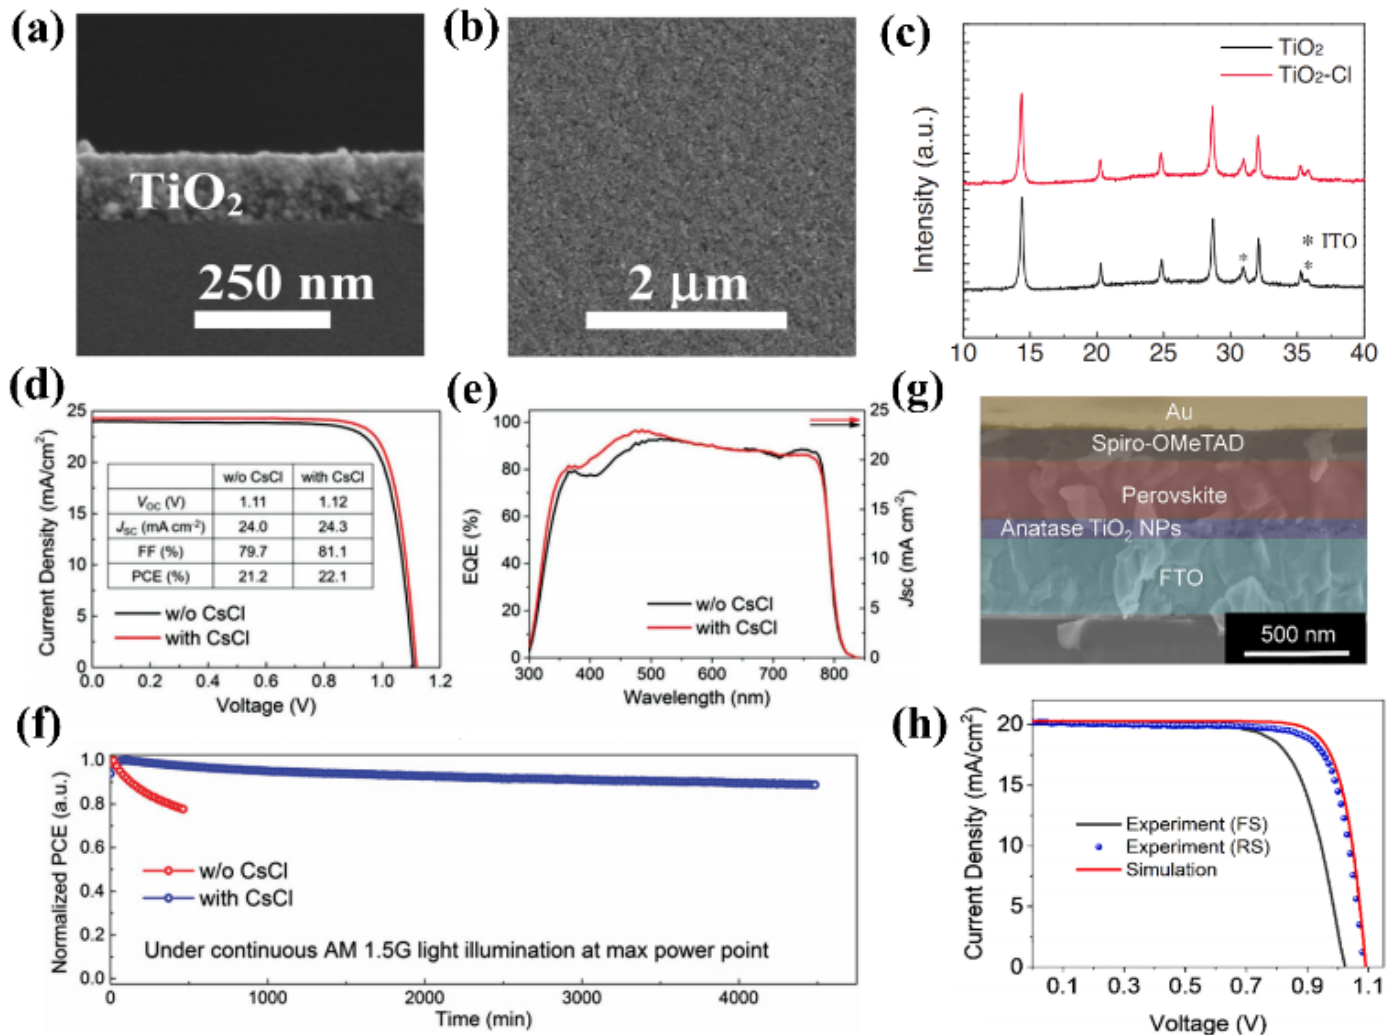 (a)
TiO2
250 nm
(b)
2 μm
(c)
TiO2
TiO2-Cl
Intensity (a.u.)
* ITO
*
*
10 15 20 25 30 35 40
(d)
Current Density (mA/cm2)
25
20
15
10
5
0
w/o CsCl with CsCl
VOC (V) 1.11 1.12
JSC (mA cm-2) 24.0 24.3
FF (%) 79.7 81.1
PCE (%) 21.2 22.1
w/o CsCl
with CsCl
0.0 0.2 0.4 0.6 0.8 1.0 1.2
Voltage (V)
(e)
EQE (%)
100
80
60
40
20
0
w/o CsCl
with CsCl
25
20
15
10
5
0
Jsc (mA cm-2)
300 400 500 600 700 800
Wavelength (nm)
(g)
Au
Spiro-OMeTAD
Perovskite
Anatase TiO2 NPs
FTO
500 nm
(f)
Normalized PCE (a.u.)
1.0
0.8
0.6
0.4
0.2
0.0
w/o CsCl
with CsCl
Under continuous AM 1.5G light illumination at max power point
0 1000 2000 3000 4000
Time (min)
(h)
Current Density (mA/cm2)
20
15
10
5
0
Experiment (FS)
Experiment (RS)
Simulation
0.1 0.3 0.5 0.7 0.9 1.1
Voltage (V)